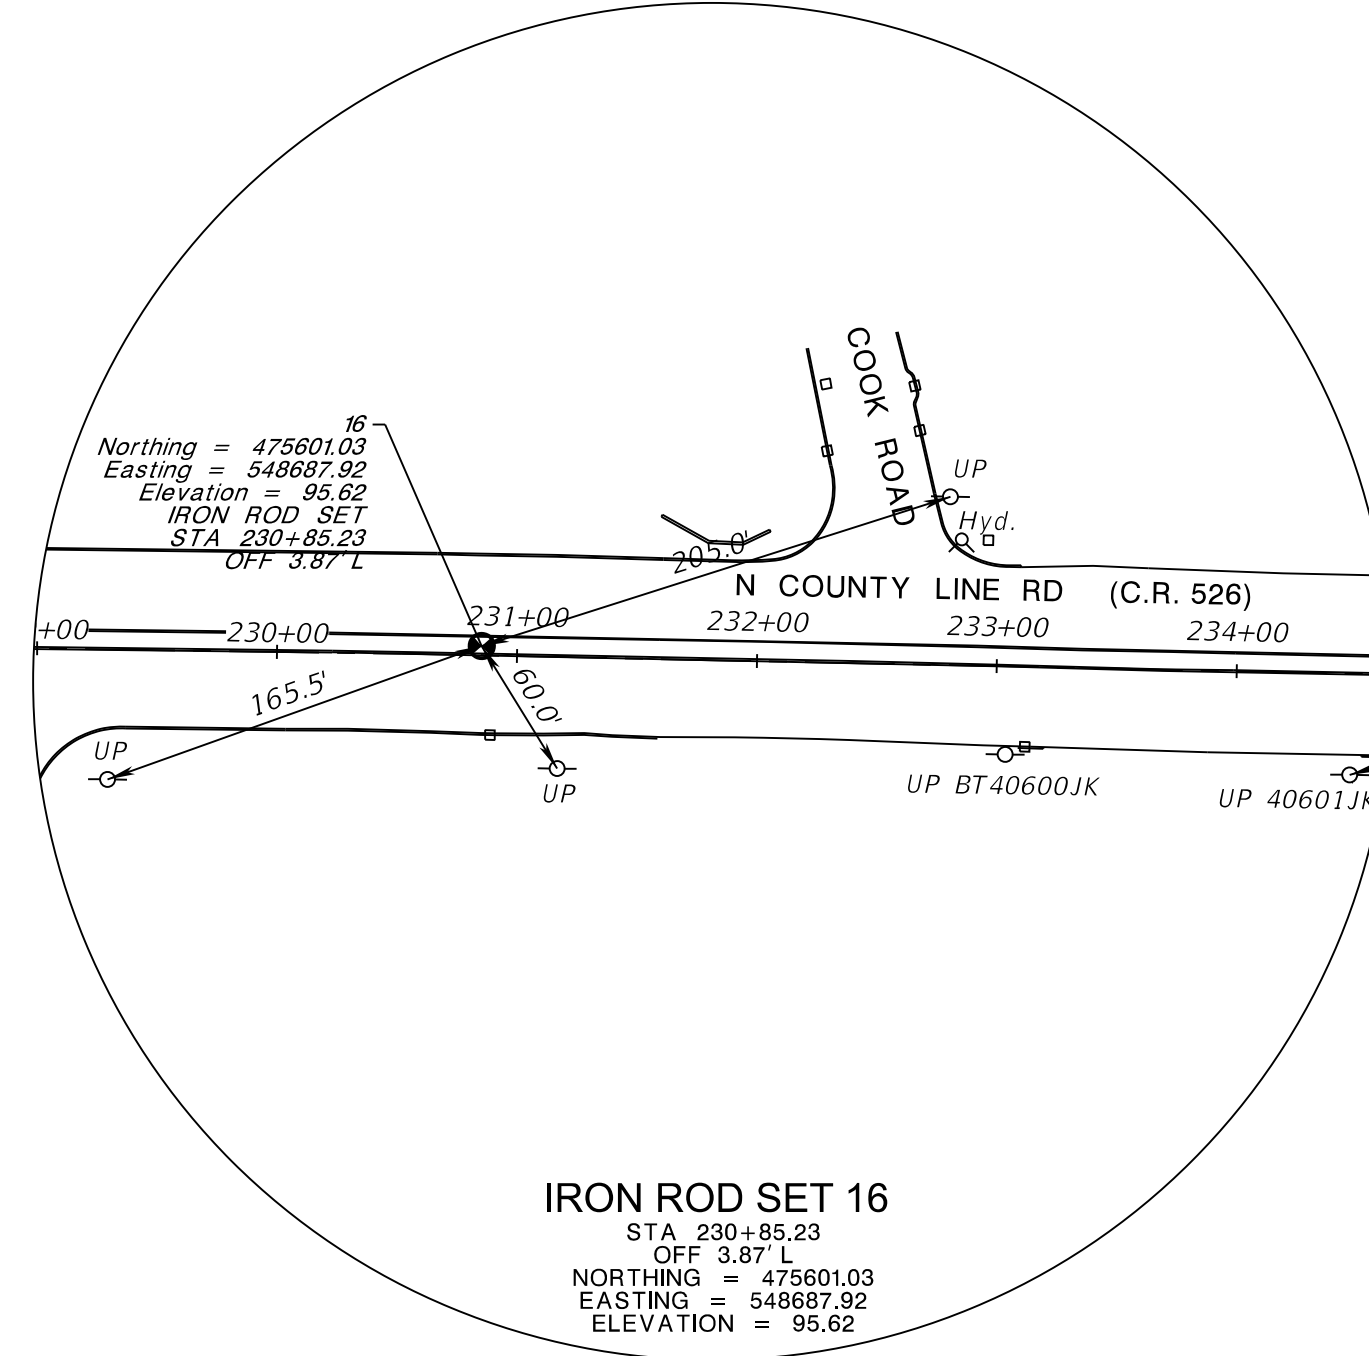 COOK ROAD
16
Northing = 475601.03
Easting = 548687.92
Elevation = 95.62
IRON ROD SET
STA 230+85.23
OFF 3.87' L
UP
Hyd.
205.0'
N COUNTY LINE RD (C.R. 526)
+00
230+00
231+00
232+00
233+00
234+00
165.5'
60.0'
UP
UP
UP BT40600JK
UP 40601JK
IRON ROD SET 16
STA 230+85.23
OFF 3.87' L
NORTHING = 475601.03
EASTING = 548687.92
ELEVATION = 95.62